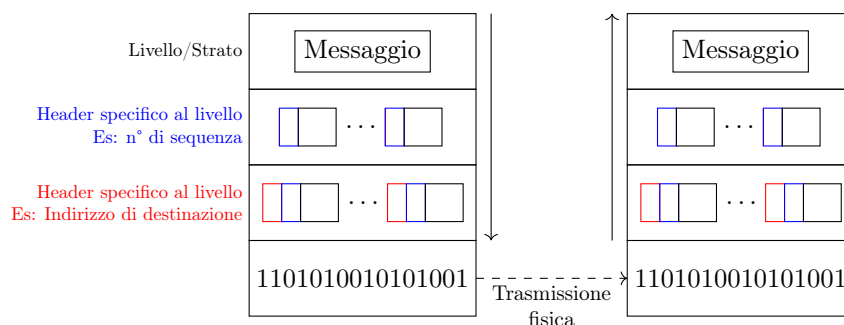 Livello/Strato
Messaggio
Messaggio
Header specifico al livello
Es: n° di sequenza
...
...
Header specifico al livello
Es: Indirizzo di destinazione
...
...
1101010010101001
1101010010101001
Trasmissione
fisica